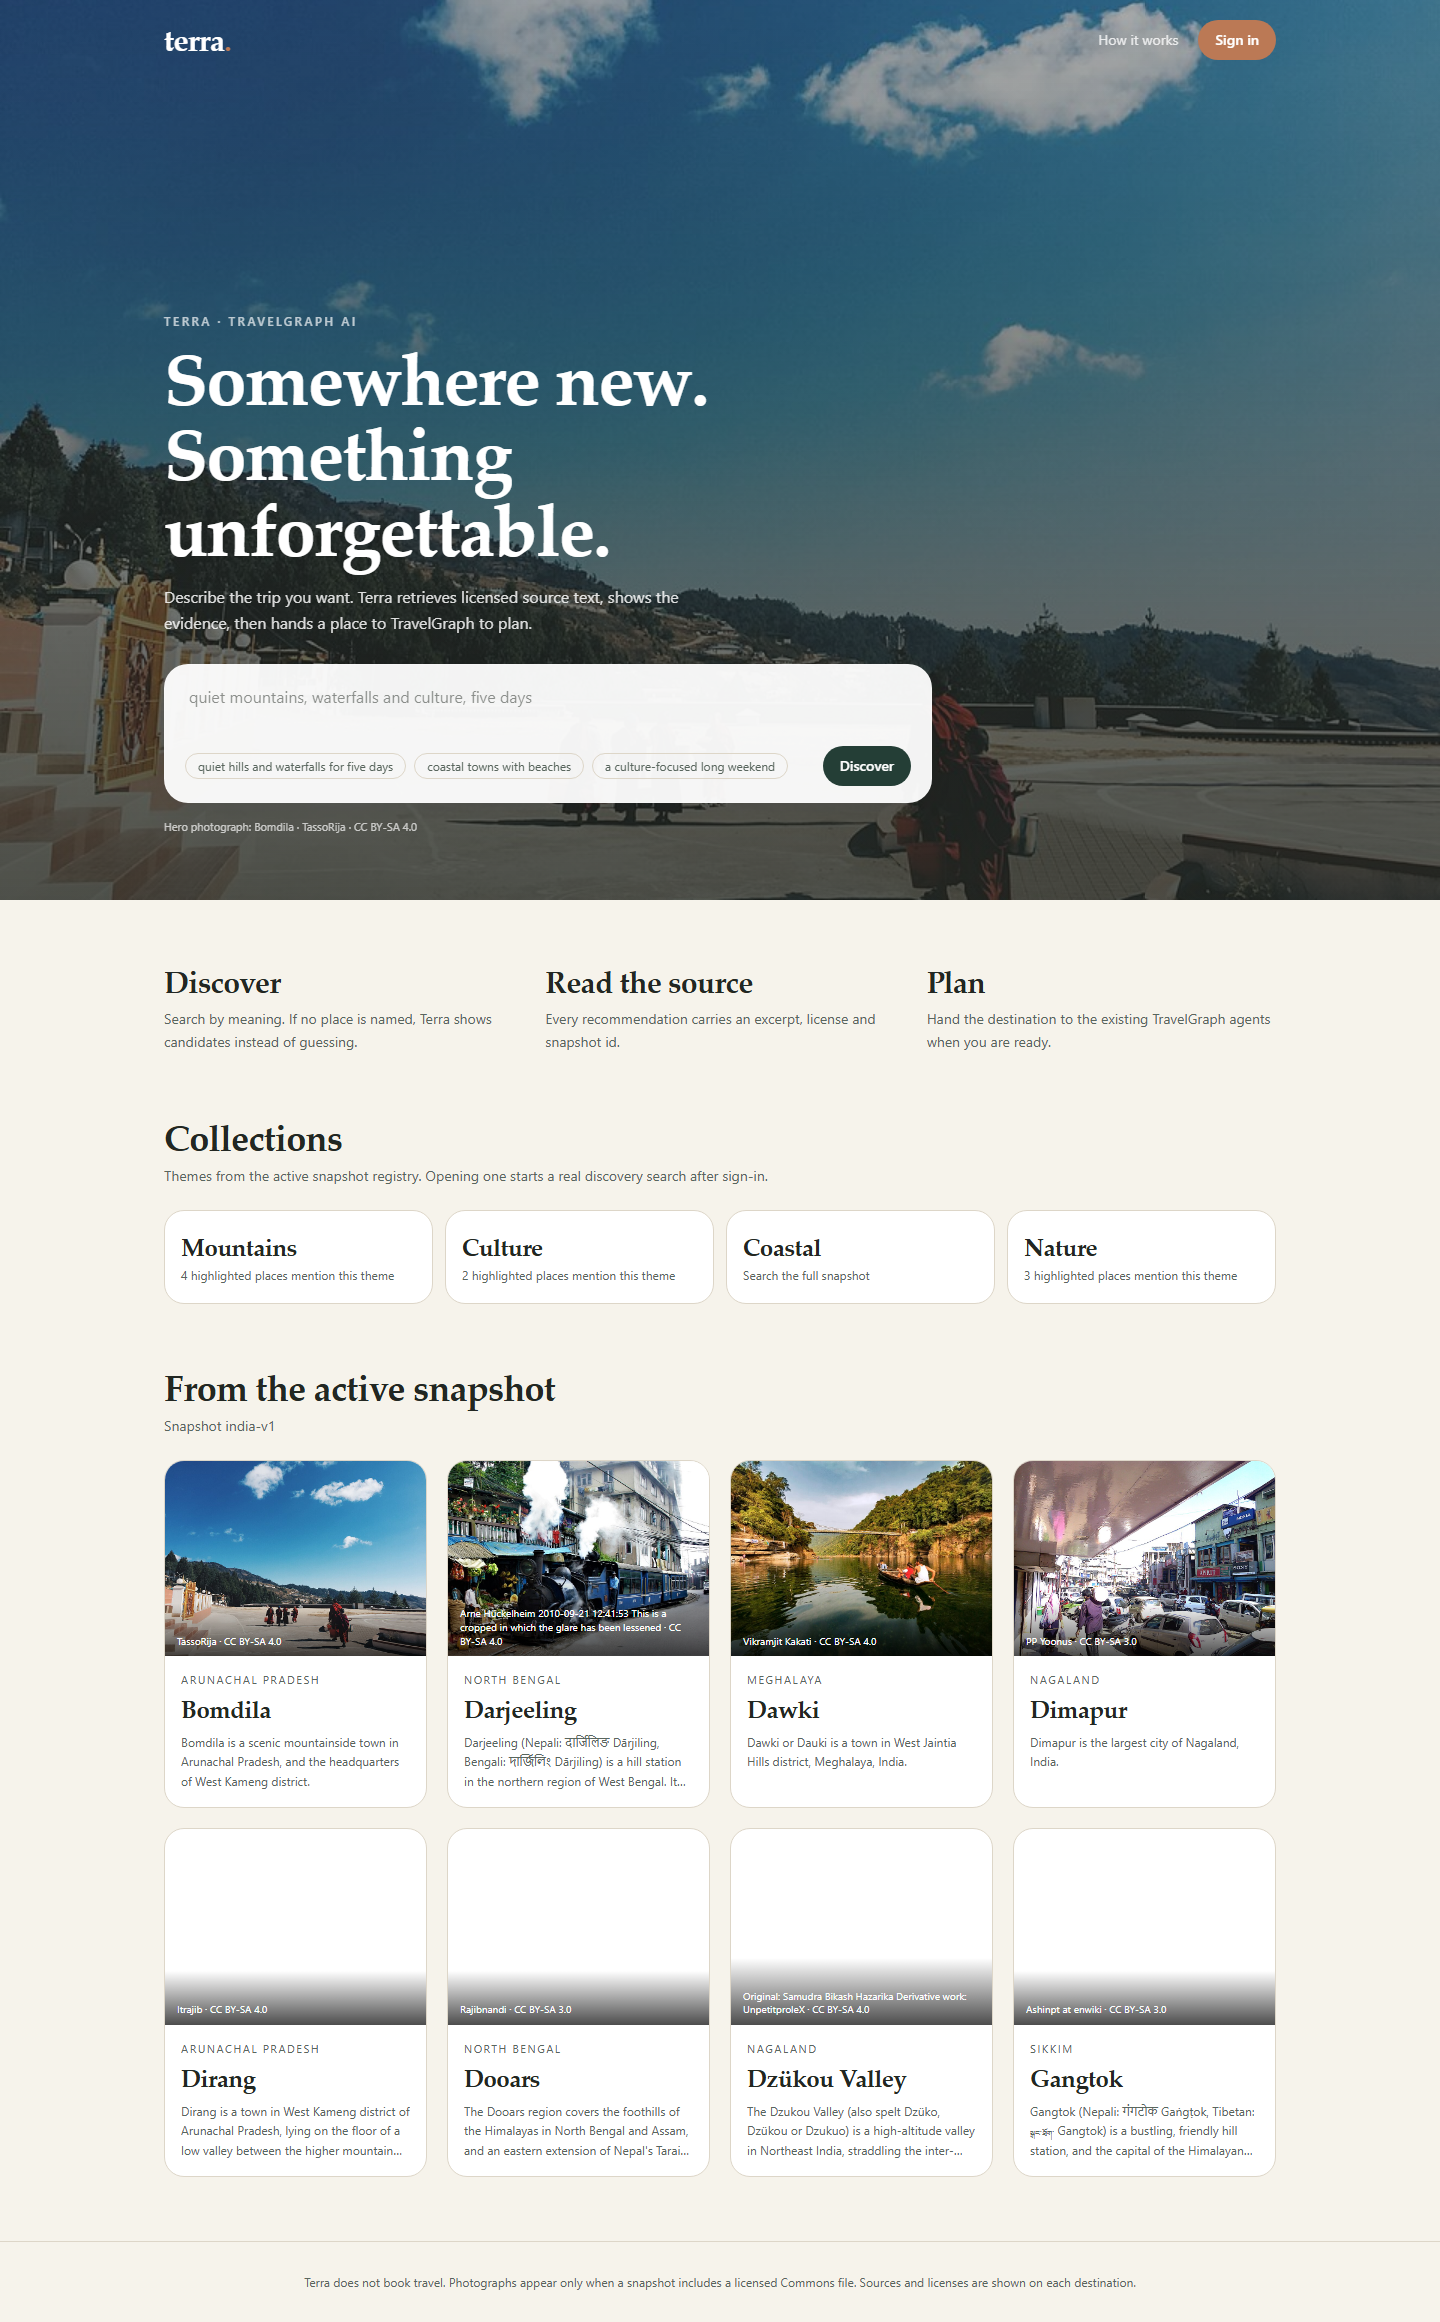 terra.
How it works
Sign in
TERRA · TRAVELGRAPH AI
Somewhere new.
Something
unforgettable.
Describe the trip you want. Terra retrieves licensed source text, shows the
evidence, then hands a place to TravelGraph to plan.
quiet mountains, waterfalls and culture, five days
quiet hills and waterfalls for five days
coastal towns with beaches
a culture-focused long weekend
Discover
Hero photograph: Bomdila · TassoRija · CC BY-SA 4.0
Discover
Search by meaning. If no place is named, Terra shows
candidates instead of guessing.
Read the source
Every recommendation carries an excerpt, license and
snapshot id.
Plan
Hand the destination to the existing TravelGraph agents
when you are ready.
Collections
Themes from the active snapshot registry. Opening one starts a real discovery search after sign-in.
Mountains
4 highlighted places mention this theme
Culture
2 highlighted places mention this theme
Coastal
Search the full snapshot
Nature
3 highlighted places mention this theme
From the active snapshot
Snapshot india-v1
TassoRija · CC BY-SA 4.0
ARUNACHAL PRADESH
Bomdila
Bomdila is a scenic mountainside town in
Arunachal Pradesh, and the headquarters
of West Kameng district.
Arne Hückelheim 2010-09-21 12:41:53 This is a
cropped in which the glare has been lessened · CC
BY-SA 4.0
NORTH BENGAL
Darjeeling
Darjeeling (Nepali: दार्जिलिङ Dārjiling,
Bengali: দার্জিলিং Dārjiling) is a hill station
in the northern region of West Bengal. It...
Vikramjit Kakati · CC BY-SA 4.0
MEGHALAYA
Dawki
Dawki or Dauki is a town in West Jaintia
Hills district, Meghalaya, India.
PP Yoonus · CC BY-SA 3.0
NAGALAND
Dimapur
Dimapur is the largest city of Nagaland,
India.
Itrajib · CC BY-SA 4.0
ARUNACHAL PRADESH
Dirang
Dirang is a town in West Kameng district of
Arunachal Pradesh, lying on the floor of a
low valley between the higher mountain...
Rajibnandi · CC BY-SA 3.0
NORTH BENGAL
Dooars
The Dooars region covers the foothills of
the Himalayas in North Bengal and Assam,
and an eastern extension of Nepal's Tarai...
Original: Samudra Bikash Hazarika Derivative work:
UnpetitproleX · CC BY-SA 4.0
NAGALAND
Dzükou Valley
The Dzukou Valley (also spelt Dzüko,
Dzükou or Dzukuo) is a high-altitude valley
in Northeast India, straddling the inter-...
Ashinpt at enwiki · CC BY-SA 3.0
SIKKIM
Gangtok
Gangtok (Nepali: गंगटोक Gaṅgṭok, Tibetan:
Gangtok) is a bustling, friendly hill
station, and the capital of the Himalayan...
Terra does not book travel. Photographs appear only when a snapshot includes a licensed Commons file. Sources and licenses are shown on each destination.